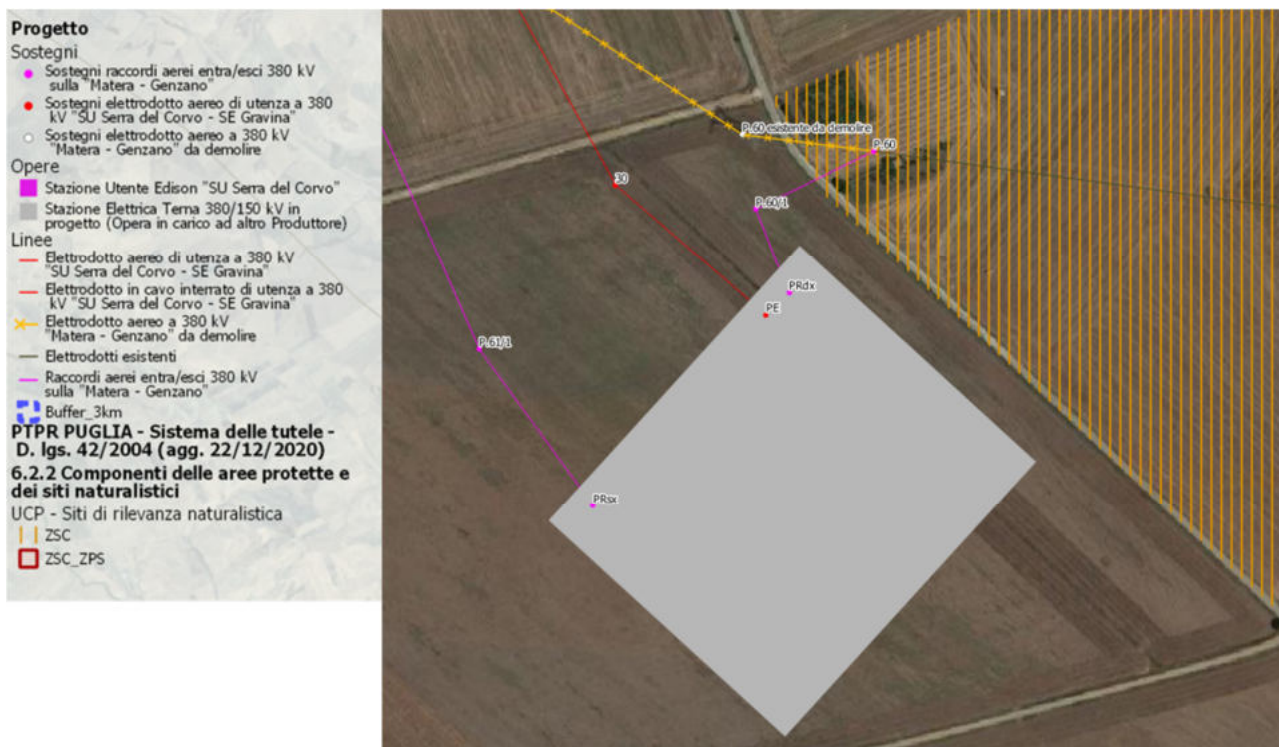 Progetto
Sostegni
Sostegni raccordi aerei entra/esci 380 kV
sulla "Matera - Genzano"
Sostegni elettrodotto aereo di utenza a 380
kV "SU Serra del Corvo - SE Gravina"
Sostegni elettrodotto aereo a 380 kV
"Matera - Genzano" da demolire
Opere
Stazione Utente Edison "SU Serra del Corvo"
Stazione Elettrica Terna 380/150 kV in
progetto (Opera in carico ad altro Produttore)
Linee
Elettrodotto aereo di utenza a 380 kV
"SU Serra del Corvo - SE Gravina"
Elettrodotto in cavo interrato di utenza a 380
kV "SU Serra del Corvo - SE Gravina"
Elettrodotto aereo a 380 kV
"Matera - Genzano" da demolire
Elettrodotti esistenti
Raccordi aerei entra/esci 380 kV
sulla "Matera - Genzano"
Buffer_3km
PTPR PUGLIA - Sistema delle tutele -
D. lgs. 42/2004 (agg. 22/12/2020)
6.2.2 Componenti delle aree protette e
dei siti naturalistici
UCP - Siti di rilevanza naturalistica
ZSC
ZSC_ZPS
P.60 esistente da demolire
P.60
30
P.60/1
PRdx
PE
P.61/1
PRsx